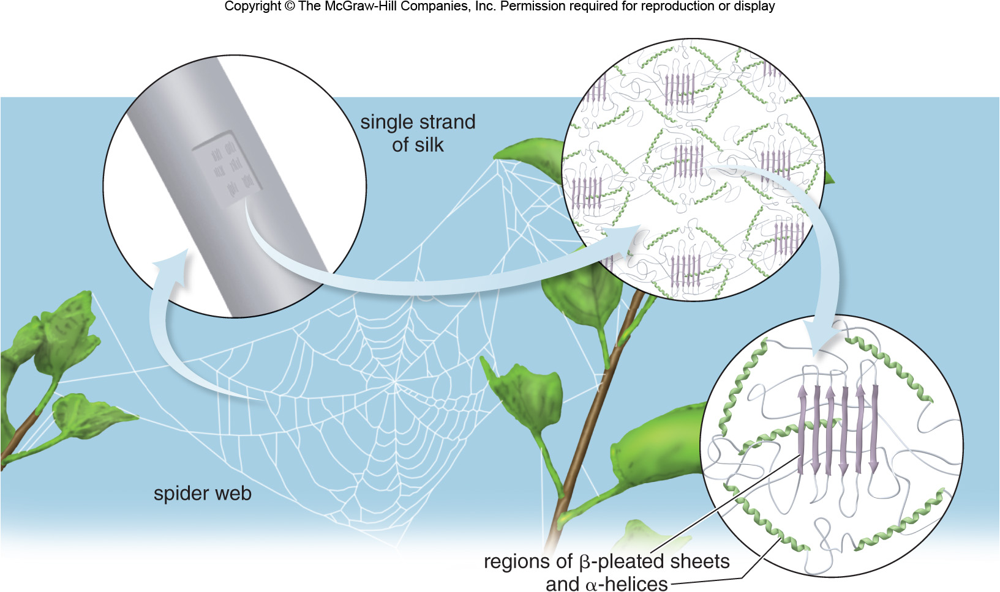 Copyright © The McGraw-Hill Companies, Inc. Permission required for reproduction or display
single strand
of silk
spider web
regions of β-pleated sheets
and α-helices